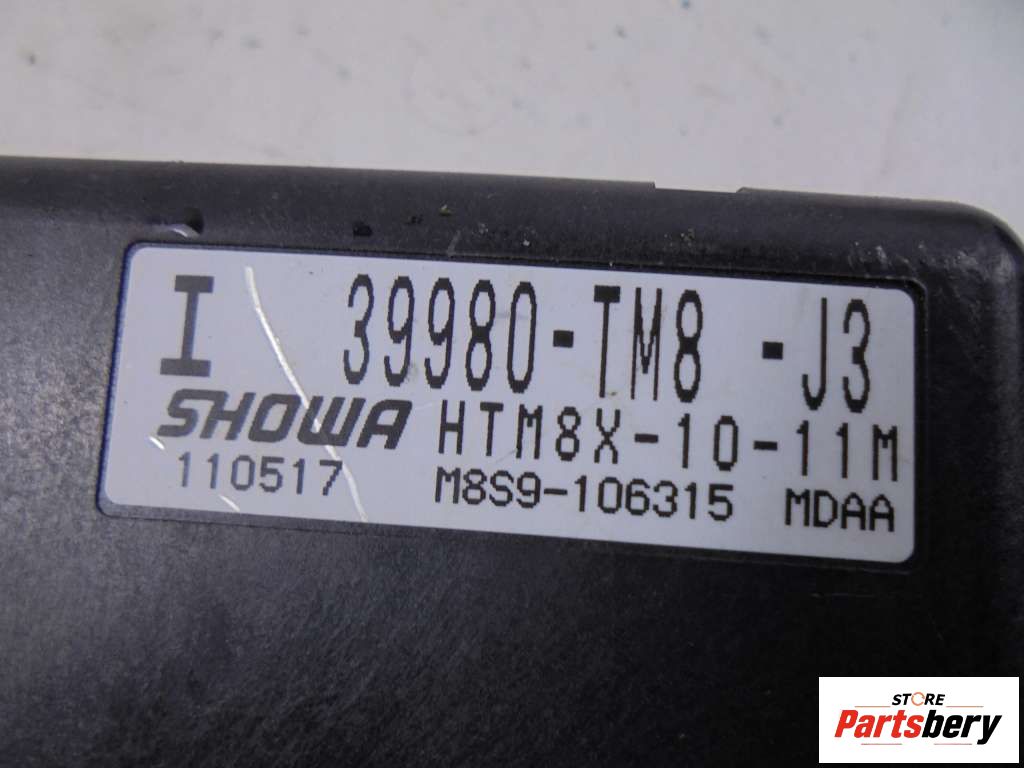 I 39980-TM8 -J3
SHOWA HTM8X-10-11M
110517 M8S9-106315 MDAA
STORE
Partsbery